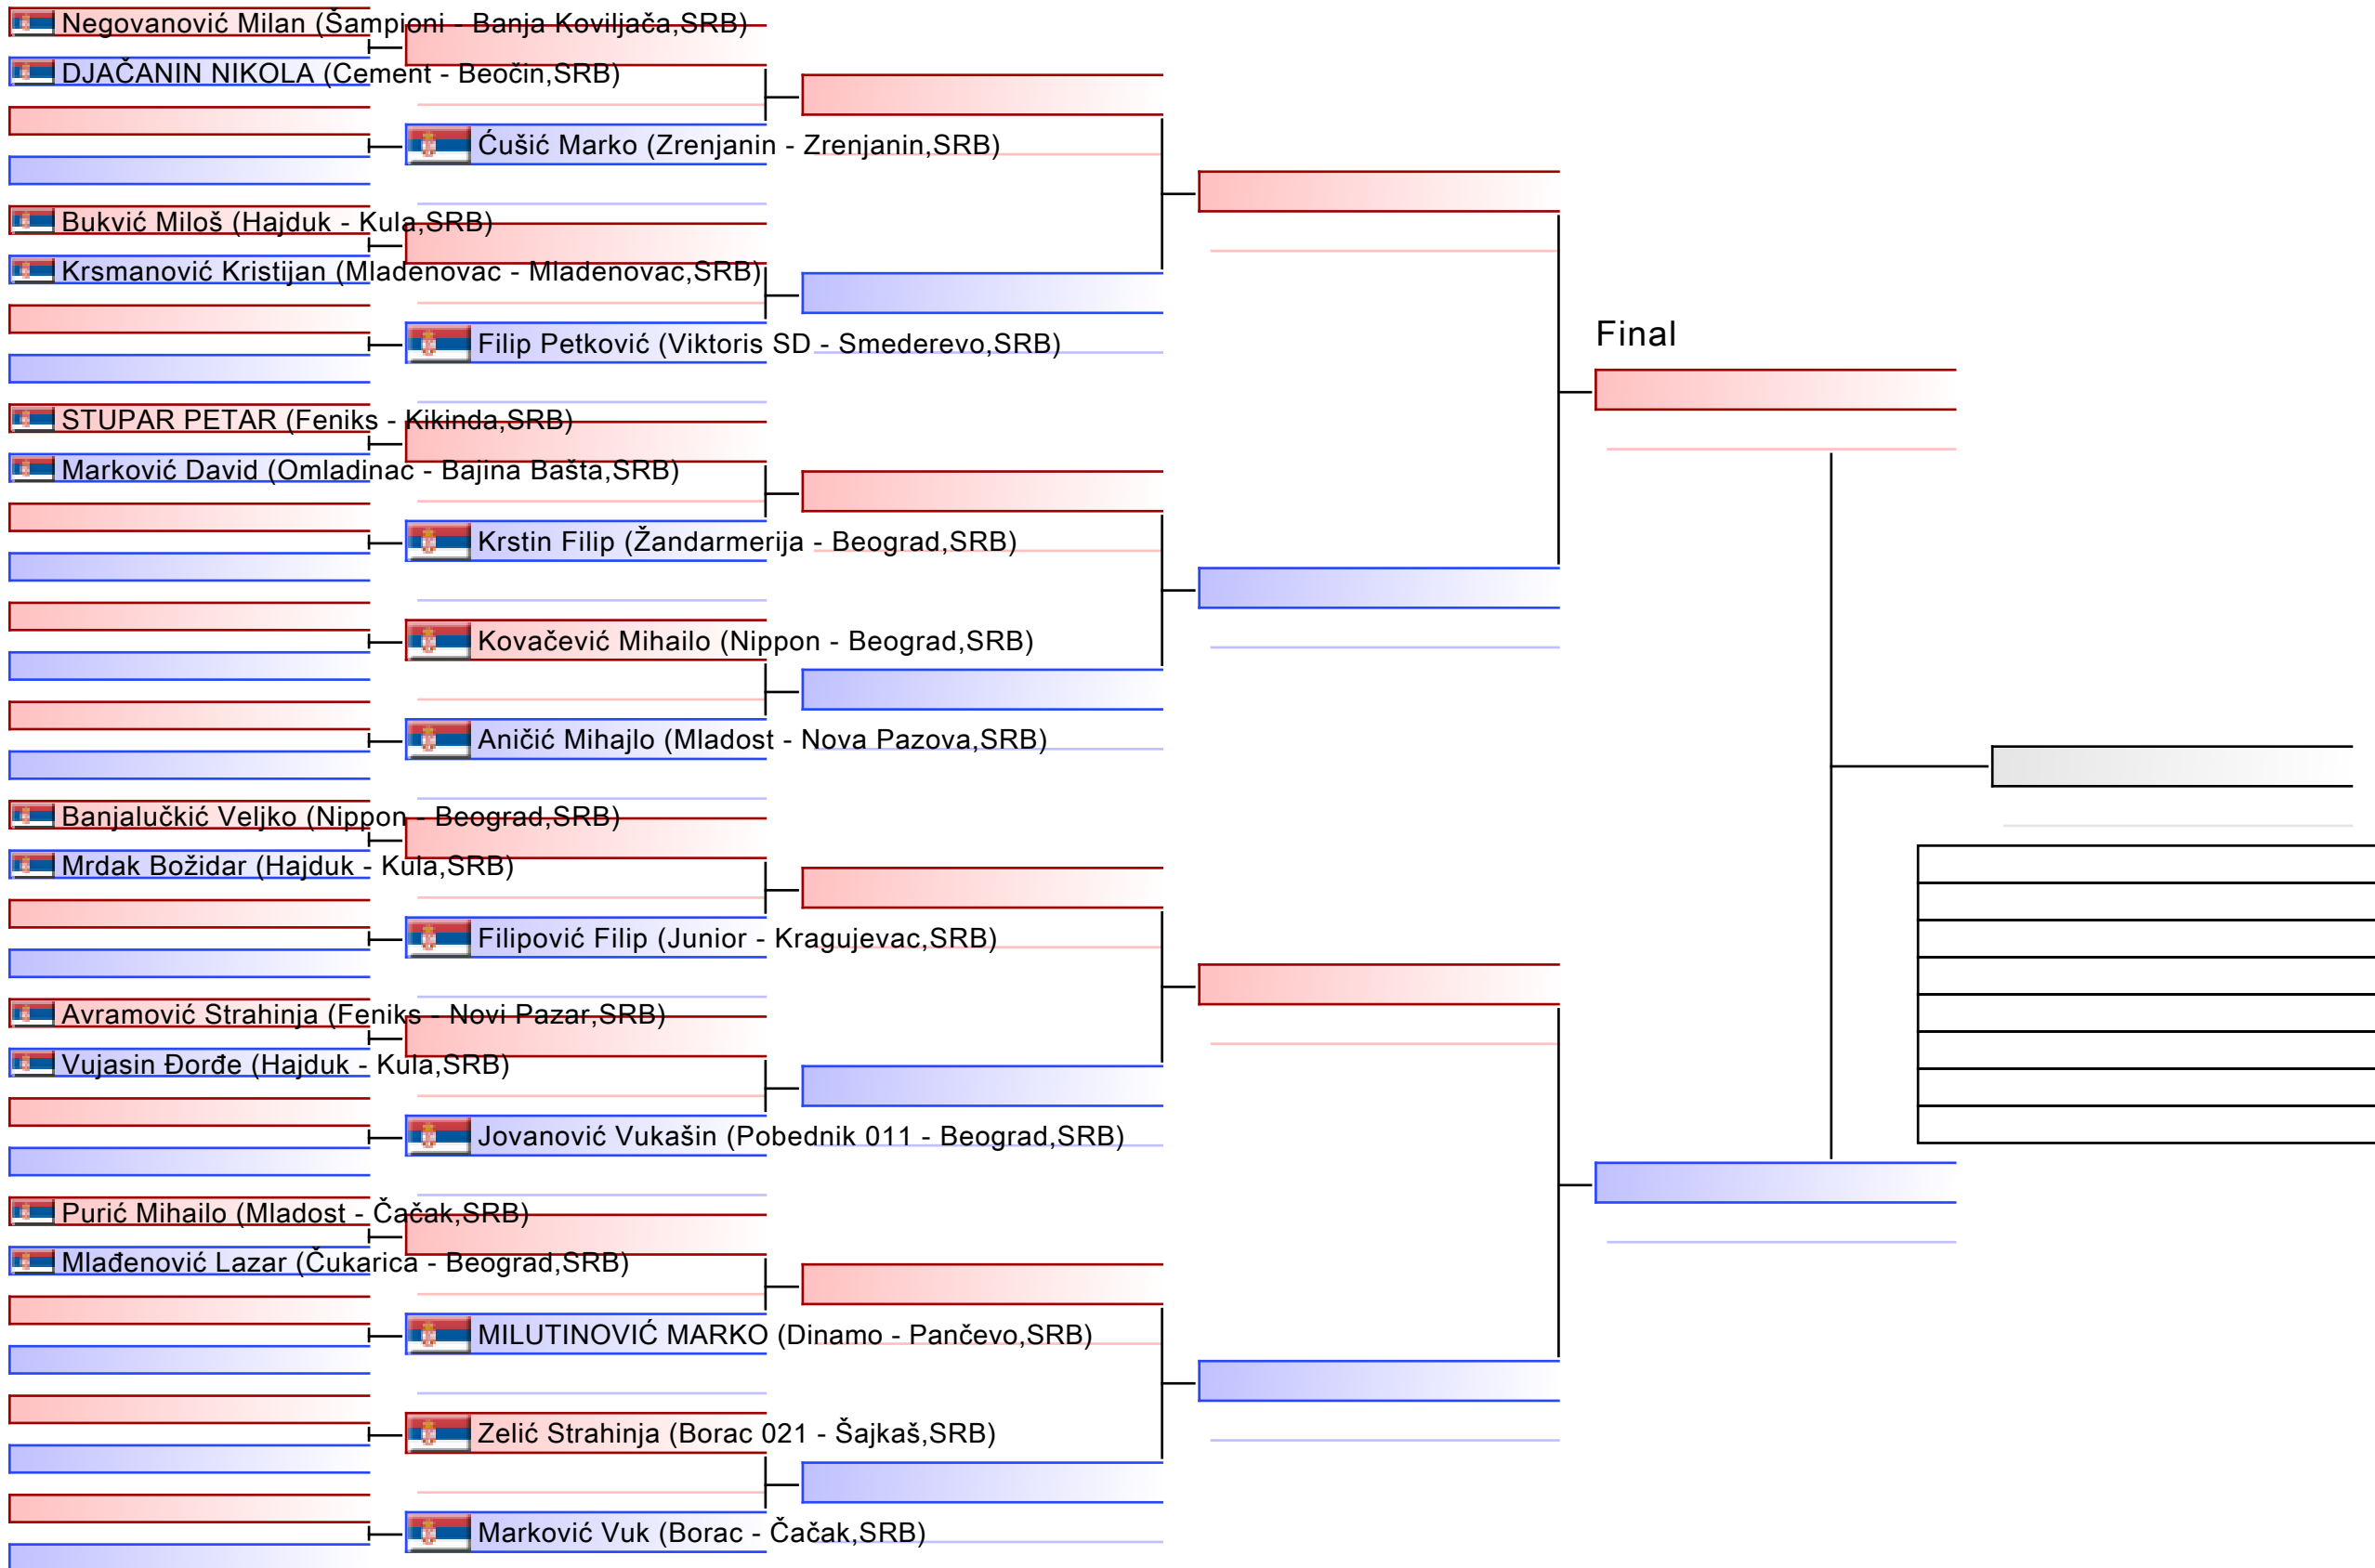 Negovanović Milan (Šampioni - Banja Koviljača,SRB)
DJAČANIN NIKOLA (Cement - Beočin,SRB)
Ćušić Marko (Zrenjanin - Zrenjanin,SRB)
Bukvić Miloš (Hajduk - Kula,SRB)
Krsmanović Kristijan (Mladenovac - Mladenovac,SRB)
Filip Petković (Viktoris SD - Smederevo,SRB)
Final
STUPAR PETAR (Feniks - Kikinda,SRB)
Marković David (Omladinac - Bajina Bašta,SRB)
Krstin Filip (Žandarmerija - Beograd,SRB)
Kovačević Mihailo (Nippon - Beograd,SRB)
Aničić Mihajlo (Mladost - Nova Pazova,SRB)
Banjalučkić Veljko (Nippon - Beograd,SRB)
Mrdak Božidar (Hajduk - Kula,SRB)
Filipović Filip (Junior - Kragujevac,SRB)
Avramović Strahinja (Feniks - Novi Pazar,SRB)
Vujasin Đorđe (Hajduk - Kula,SRB)
Jovanović Vukašin (Pobednik 011 - Beograd,SRB)
Purić Mihailo (Mladost - Čačak,SRB)
Mlađenović Lazar (Čukarica - Beograd,SRB)
MILUTINOVIĆ MARKO (Dinamo - Pančevo,SRB)
Zelić Strahinja (Borac 021 - Šajkaš,SRB)
Marković Vuk (Borac - Čačak,SRB)